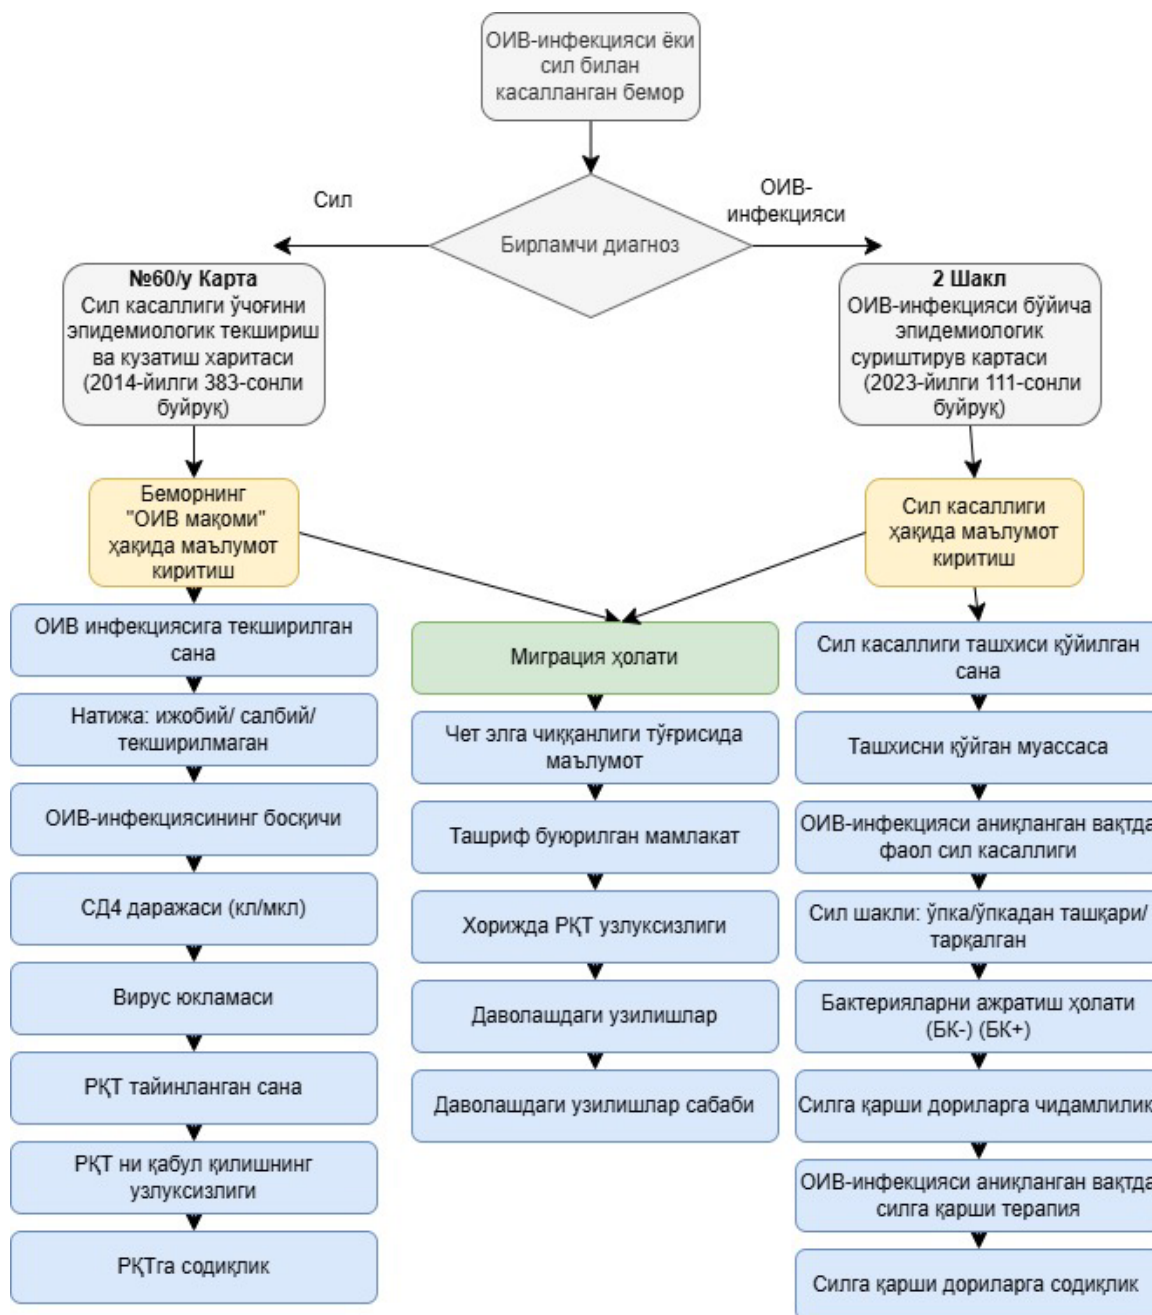 ОИВ-инфекцияси ёки
сил билан
касалланган бемор
Бирламчи диагноз
Сил
ОИВ-
инфекцияси
№60/у Карта
Сил касаллиги ўчоғини
эпидемиологик текшириш
ва кузатиш харитаси
(2014-йилги 383-сонли
буйруқ)
2 Шакл
ОИВ-инфекцияси бўйича
эпидемиологик
суриштирув картаси
(2023-йилги 111-сонли
буйруқ)
Беморнинг
"ОИВ мақоми"
ҳақида маълумот
киритиш
Сил касаллиги
ҳақида маълумот
киритиш
ОИВ инфекциясига текширилган
сана
Натижа: ижобий/ салбий/
текширилмаган
ОИВ-инфекциясининг босқичи
СД4 даражаси (кл/мкл)
Вирус юкламаси
РҚТ тайинланган сана
РҚТ ни қабул қилишнинг
узлуксизлиги
РҚТга содиқлик
Миграция ҳолати
Чет элга чиққанлиги тўғрисида
маълумот
Ташриф буюрилган мамлакат
Хорижда РҚТ узлуксизлиги
Даволашдаги узилишлар
Даволашдаги узилишлар сабаби
Сил касаллиги ташхиси қўйилган
сана
Ташхисни қўйган муассаса
ОИВ-инфекцияси аниқланган вақтда
фаол сил касаллиги
Сил шакли: ўпка/ўпкадан ташқари/
тарқалган
Бактерияларни ажратиш ҳолати
(БК-) (БК+)
Силга қарши дориларга чидамлилик
ОИВ-инфекцияси аниқланган вақтда
силга қарши терапия
Силга қарши дориларга содиқлик